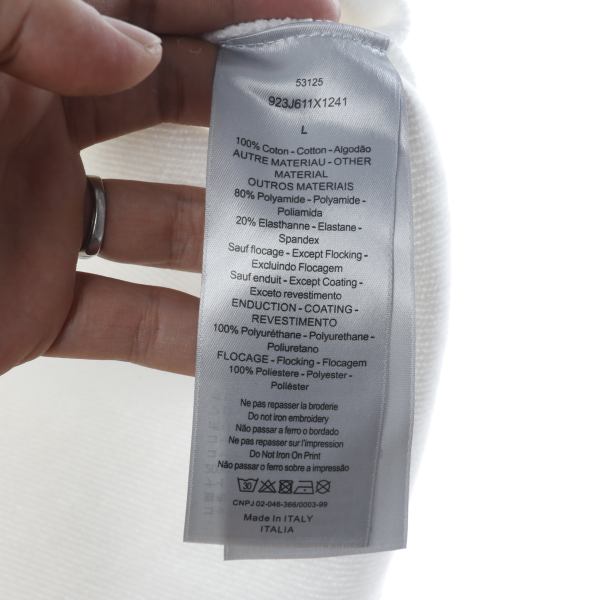 53125
923J611X1241
L
100% Coton - Cotton - Algodão
AUTRE MATERIAU - OTHER
MATERIAL
OUTROS MATERIAIS
80% Polyamide - Polyamide -
Poliamida
20% Elasthanne - Elastane -
Spandex
Sauf flocage - Except Flocking -
Excluindo Flocagem
Sauf enduit - Except Coating -
Exceto revestimento
ENDUCTION - COATING -
REVESTIMENTO
100% Polyuréthane - Polyurethane -
Poliuretano
FLOCAGE - Flocking - Flocagem
100% Poliestere - Polyester -
Poliéster
Ne pas repasser la broderie
Do not iron embroidery
Não passar a ferro o bordado
Ne pas repasser sur l'impression
Do Not Iron On Print
Não passar o ferro sobre a impressão
30
CNPJ 02-046-366/0003-99
Made In ITALY
ITALIA